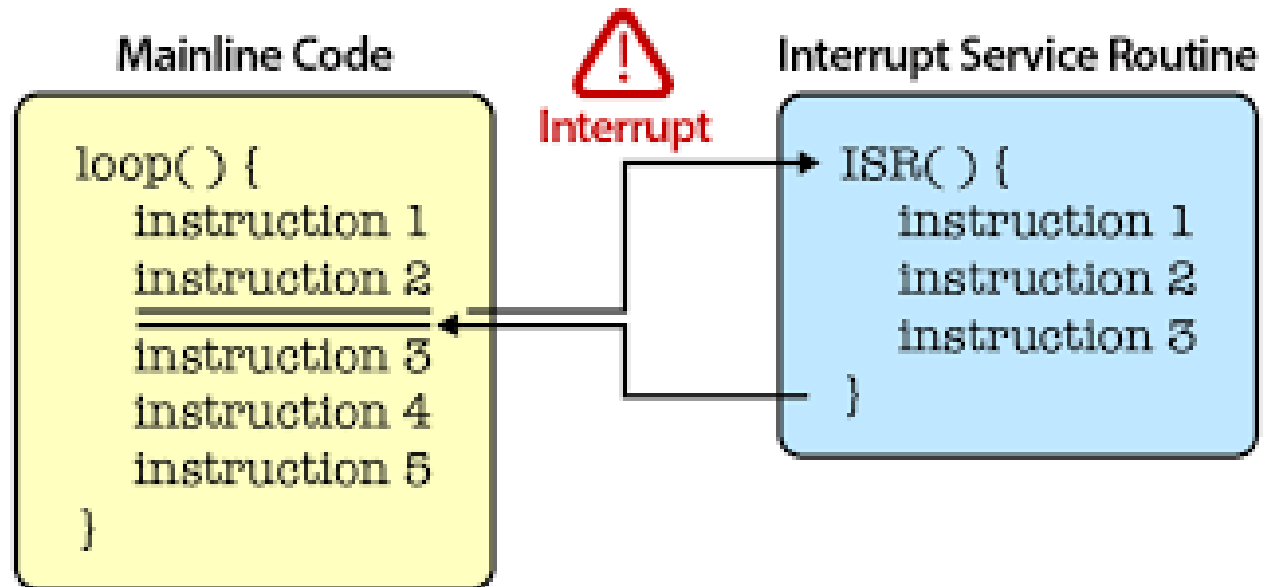 Mainline Code
loop( ) {
instruction 1
instruction 2
instruction 3
instruction 4
instruction 5
}
Interrupt
Interrupt Service Routine
ISR( ) {
instruction 1
instruction 2
instruction 3
}